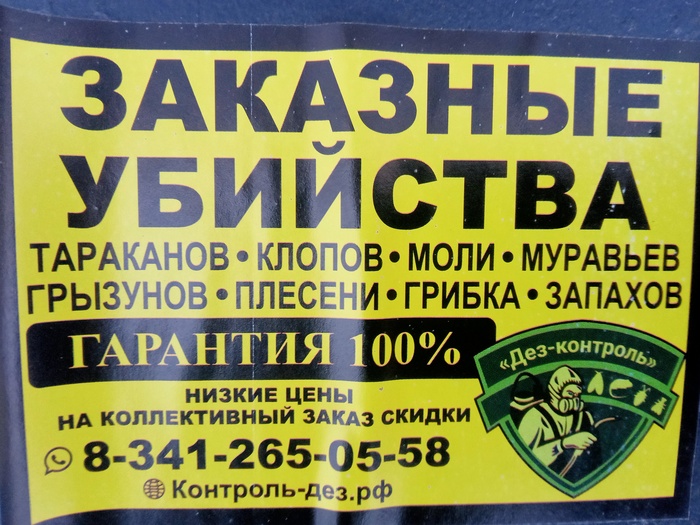 ЗАКАЗНЫЕ
УБИЙСТВА
ТАРАКАНОВ • КЛОПОВ • МОЛИ • МУРАВЬЕВ
ГРЫЗУНОВ • ПЛЕСЕНИ • ГРИБКА • ЗАПАХОВ
ГАРАНТИЯ 100%
«Дез-контроль»
НИЗКИЕ ЦЕНЫ
НА КОЛЛЕКТИВНЫЙ ЗАКАЗ СКИДКИ
8-341-265-05-58
Контроль-дез.рф